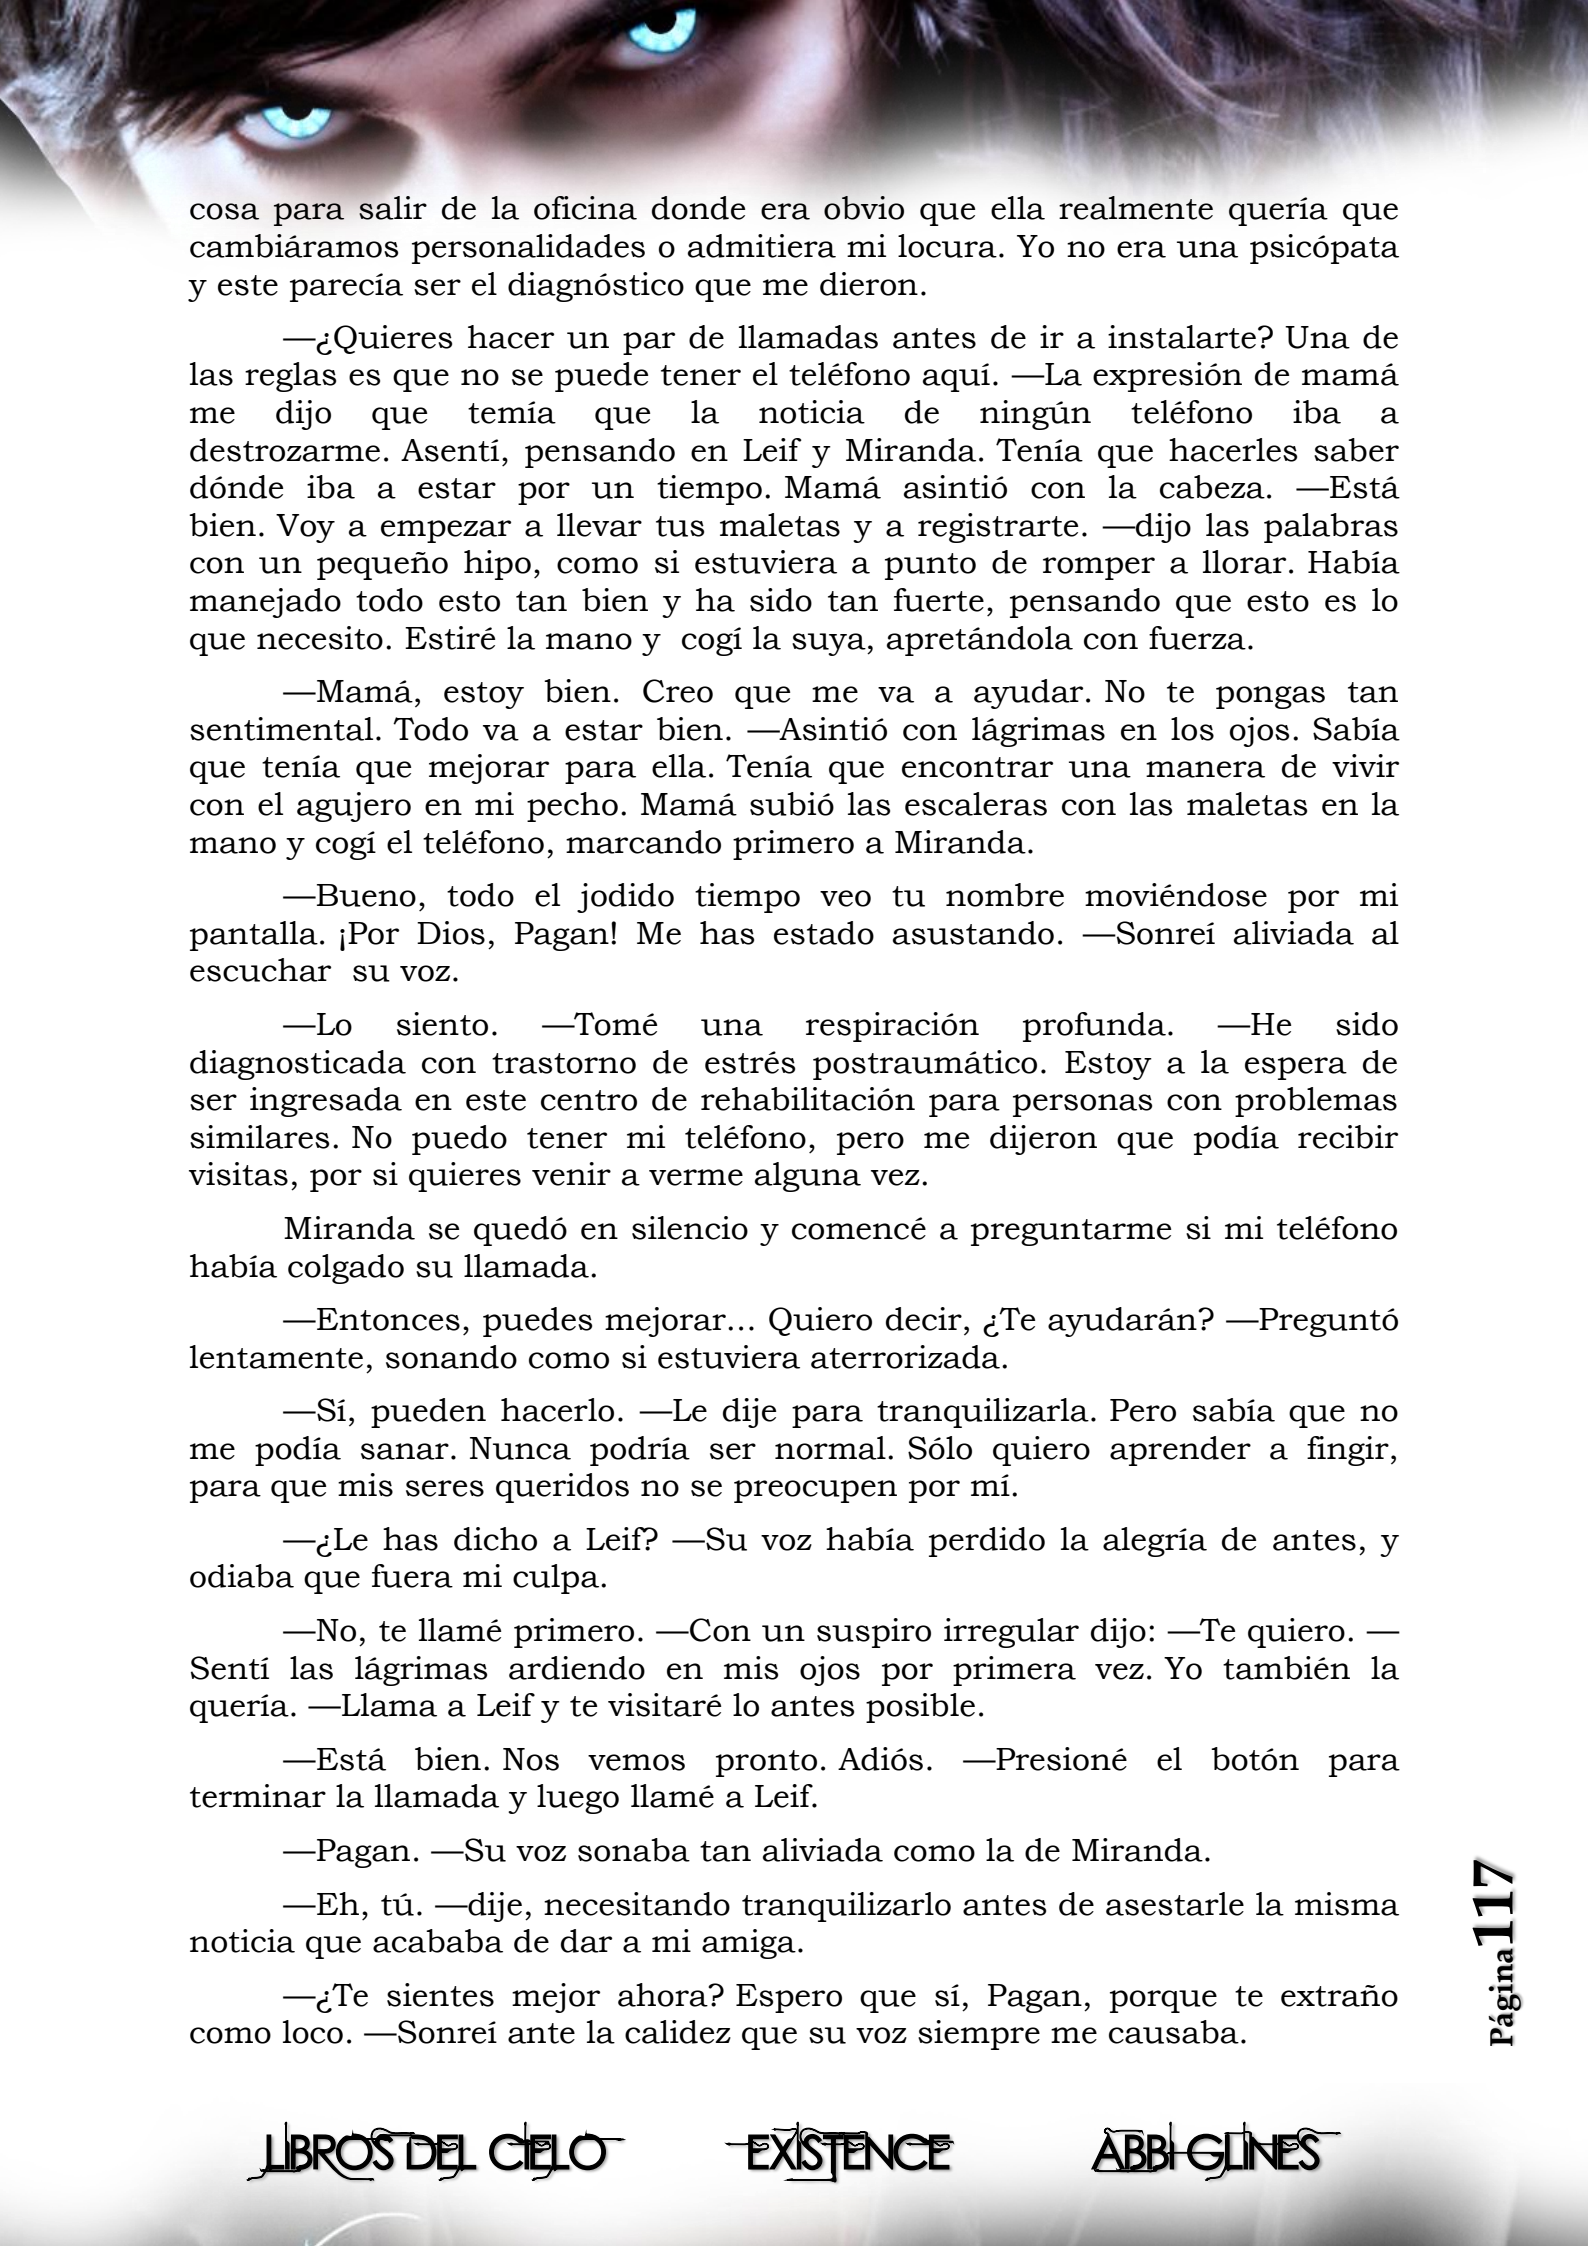 cosa para salir de la oficina donde era obvio que ella realmente quería que
cambiáramos personalidades o admitiera mi locura. Yo no era una psicópata
y este parecía ser el diagnóstico que me dieron.
—¿Quieres hacer un par de llamadas antes de ir a instalarte? Una de
las reglas es que no se puede tener el teléfono aquí. —La expresión de mamá
me dijo que temía que la noticia de ningún teléfono iba a
destrozarme. Asentí, pensando en Leif y Miranda. Tenía que hacerles saber
dónde iba a estar por un tiempo. Mamá asintió con la cabeza. —Está
bien. Voy a empezar a llevar tus maletas y a registrarte. —dijo las palabras
con un pequeño hipo, como si estuviera a punto de romper a llorar. Había
manejado todo esto tan bien y ha sido tan fuerte, pensando que esto es lo
que necesito. Estiré la mano y cogí la suya, apretándola con fuerza.
—Mamá, estoy bien. Creo que me va a ayudar. No te pongas tan
sentimental. Todo va a estar bien. —Asintió con lágrimas en los ojos. Sabía
que tenía que mejorar para ella. Tenía que encontrar una manera de vivir
con el agujero en mi pecho. Mamá subió las escaleras con las maletas en la
mano y cogí el teléfono, marcando primero a Miranda.
—Bueno, todo el jodido tiempo veo tu nombre moviéndose por mi
pantalla. ¡Por Dios, Pagan! Me has estado asustando. —Sonreí aliviada al
escuchar su voz.
—Lo siento. —Tomé una respiración profunda. —He sido
diagnosticada con trastorno de estrés postraumático. Estoy a la espera de
ser ingresada en este centro de rehabilitación para personas con problemas
similares. No puedo tener mi teléfono, pero me dijeron que podía recibir
visitas, por si quieres venir a verme alguna vez.
Miranda se quedó en silencio y comencé a preguntarme si mi teléfono
había colgado su llamada.
—Entonces, puedes mejorar... Quiero decir, ¿Te ayudarán? —Preguntó
lentamente, sonando como si estuviera aterrorizada.
—Sí, pueden hacerlo. —Le dije para tranquilizarla. Pero sabía que no
me podía sanar. Nunca podría ser normal. Sólo quiero aprender a fingir,
para que mis seres queridos no se preocupen por mí.
—¿Le has dicho a Leif? —Su voz había perdido la alegría de antes, y
odiaba que fuera mi culpa.
—No, te llamé primero. —Con un suspiro irregular dijo: —Te quiero. —
Sentí las lágrimas ardiendo en mis ojos por primera vez. Yo también la
quería. —Llama a Leif y te visitaré lo antes posible.
—Está bien. Nos vemos pronto. Adiós. —Presioné el botón para
terminar la llamada y luego llamé a Leif.
—Pagan. —Su voz sonaba tan aliviada como la de Miranda.
—Eh, tú. —dije, necesitando tranquilizarlo antes de asestarle la misma
noticia que acababa de dar a mi amiga.
—¿Te sientes mejor ahora? Espero que sí, Pagan, porque te extraño
como loco. —Sonreí ante la calidez que su voz siempre me causaba.
Página117
LIBROS DEL CIELO EXISTENCE ABBI GLINES